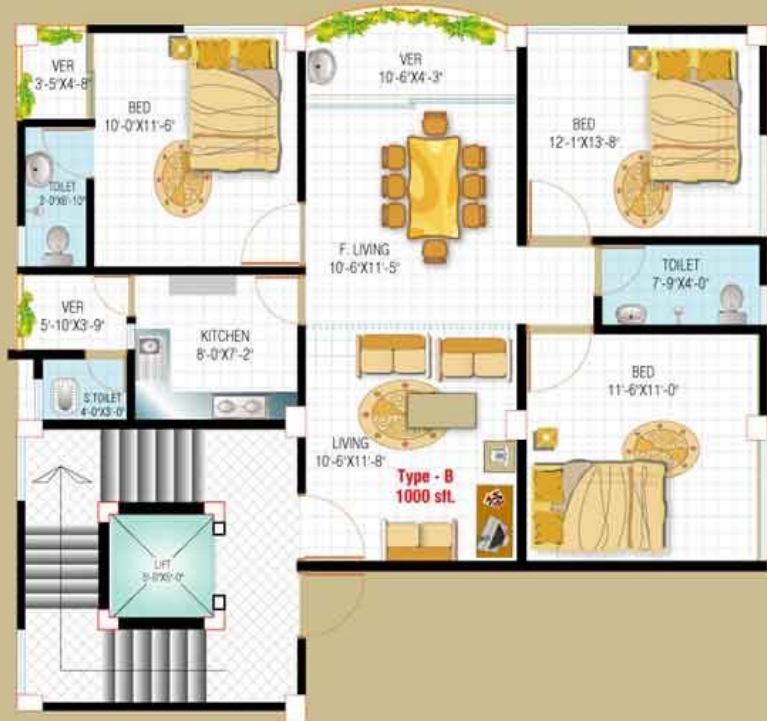 VER
3'-5"X4'-8"
BED
10'-0"X11'-6"
VER
10'-6"X4'-3"
BED
12'-1"X13'-8"
TOILET
F. LIVING
10'-6"X11'-5"
TOILET
7'-9"X4'-0"
VER
5'-10"X3'-9"
KITCHEN
8'-0"X7'-2"
S.TOILET
4'-0"X3'-0"
BED
11'-6"X11'-0"
LIVING
10'-6"X11'-8"
Type - B
1000 sft.
LIFT